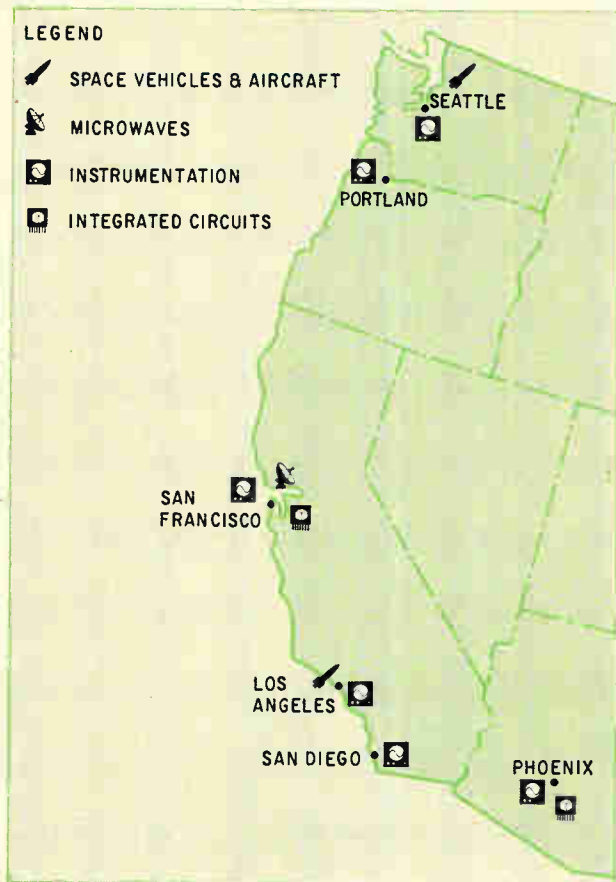 LEGEND
SPACE VEHICLES & AIRCRAFT
MICROWAVES
INSTRUMENTATION
INTEGRATED CIRCUITS
SEATTLE
PORTLAND
SAN
FRANCISCO
LOS
ANGELES
SAN DIEGO
PHOENIX